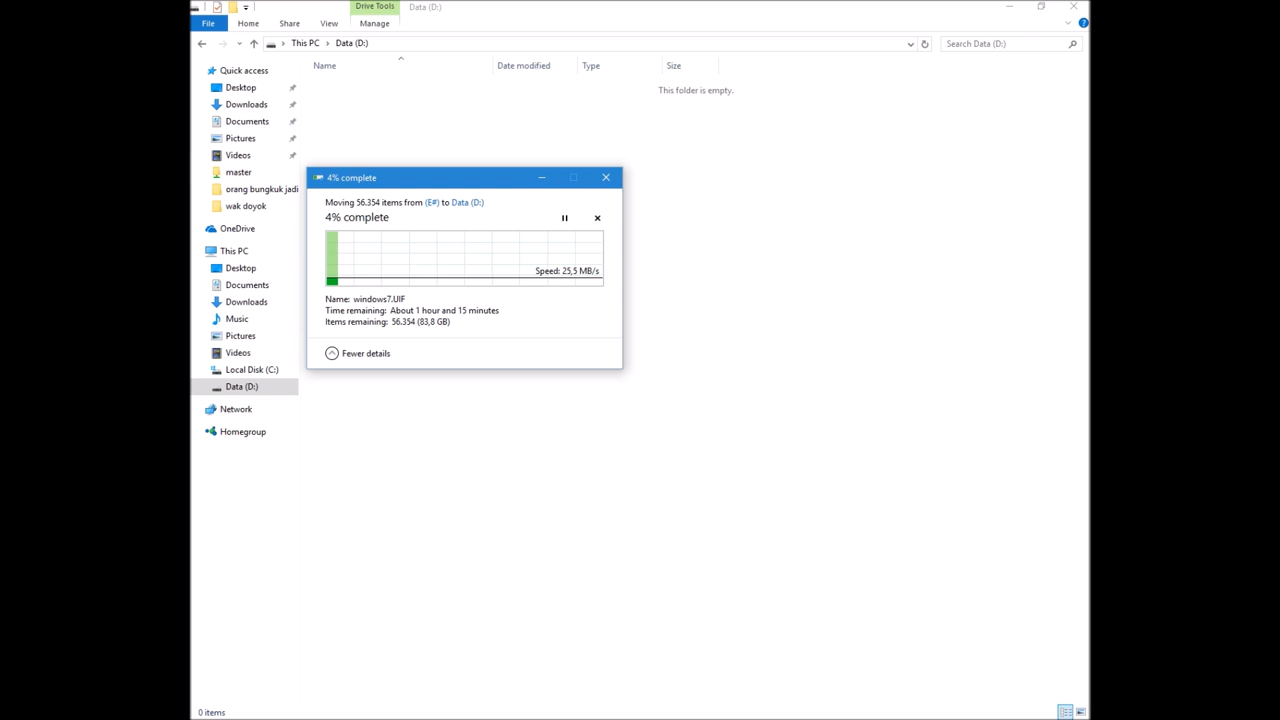 Drive Tools
Data (D:)
File
Home
Share
View
Manage
This PC
Data (D:)
Search Data (D:)
Name
Date modified
Type
Size
This folder is empty.
Quick access
Desktop
Downloads
Documents
Pictures
Videos
master
orang bungkuk jadi
wak doyok
OneDrive
This PC
Desktop
Documents
Downloads
Music
Pictures
Videos
Local Disk (C:)
Data (D:)
Network
Homegroup
4% complete
Moving 56.354 items from (E#) to Data (D:)
4% complete
Speed: 25,5 MB/s
Name: windows7.UIF
Time remaining: About 1 hour and 15 minutes
Items remaining: 56.354 (83,8 GB)
Fewer details
0 items